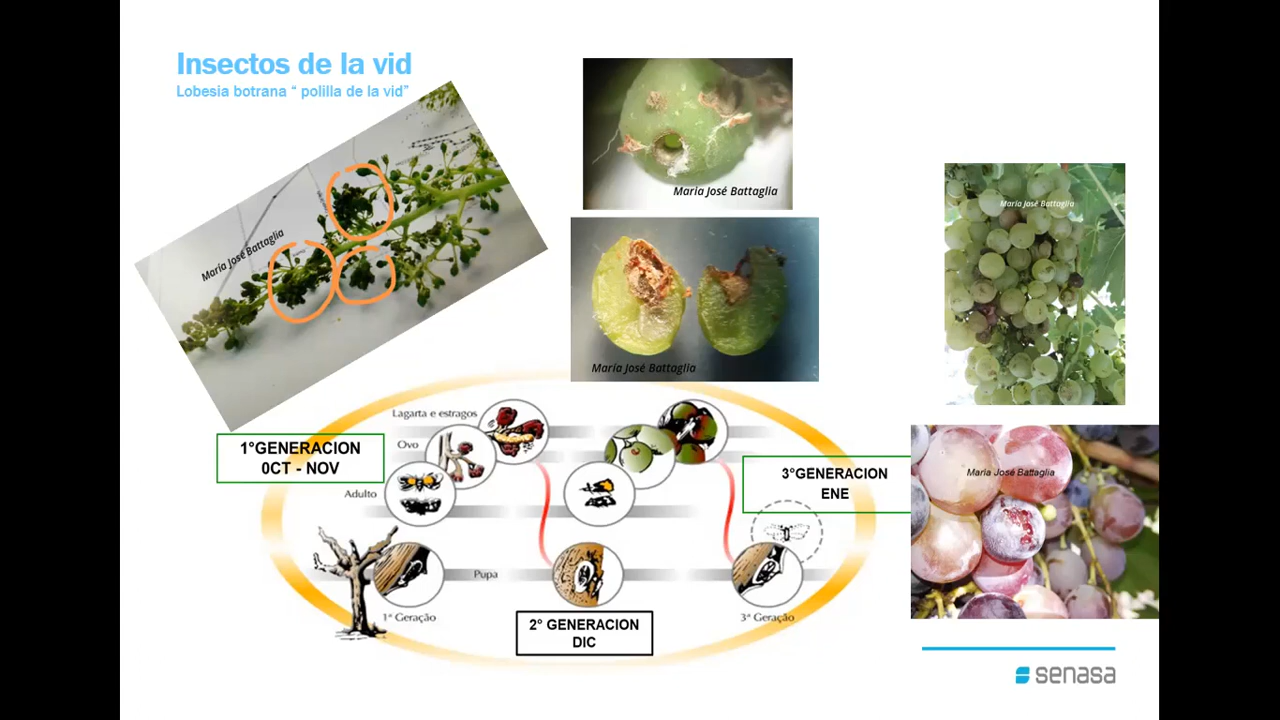 Insectos de la vid
Lobesia botrana “ polilla de la vid”
María José Battaglia
María José Battaglia
María José Battaglia
María José Battaglia
María José Battaglia
1°GENERACION
0CT - NOV
Lagarta e estragos
Ovo
Adulto
3°GENERACION
ENE
Pupa
1ª Geração
2° GENERACION
DIC
3ª Geração
senasa